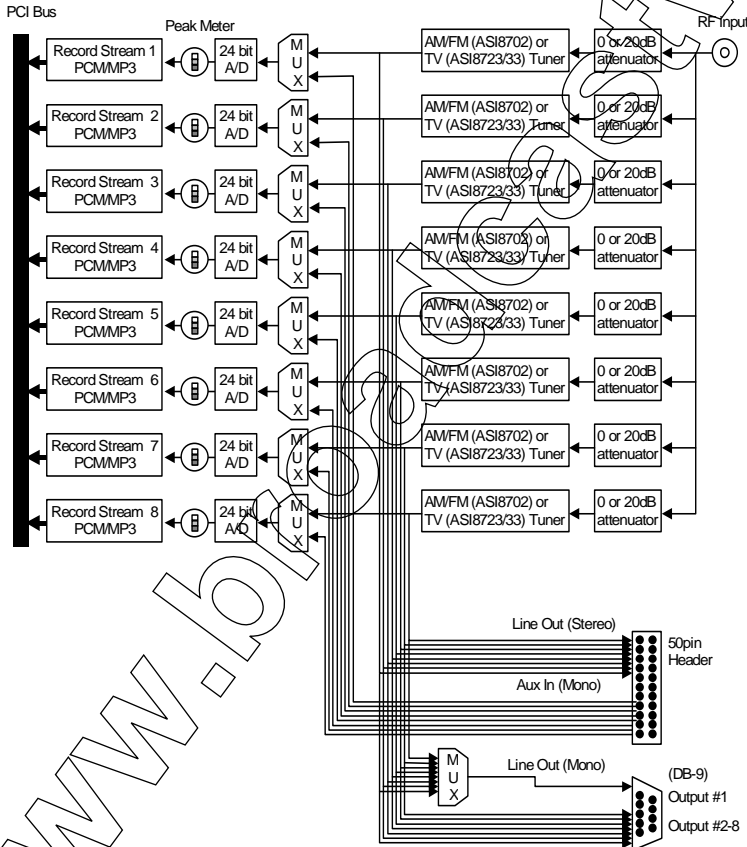 PCI Bus
Peak Meter
RF Input
Record Stream 1
PCM/MP3
24 bit
A/D
M
U
X
AM/FM (ASI8702) or
TV (ASI8723/33) Tuner
0 or 20dB
attenuator
Record Stream 2
PCM/MP3
24 bit
A/D
M
U
X
AM/FM (ASI8702) or
TV (ASI8723/33) Tuner
0 or 20dB
attenuator
Record Stream 3
PCM/MP3
24 bit
A/D
M
U
X
AM/FM (ASI8702) or
TV (ASI8723/33) Tuner
0 or 20dB
attenuator
Record Stream 4
PCM/MP3
24 bit
A/D
M
U
X
AM/FM (ASI8702) or
TV (ASI8723/33) Tuner
0 or 20dB
attenuator
Record Stream 5
PCM/MP3
24 bit
A/D
M
U
X
AM/FM (ASI8702) or
TV (ASI8723/33) Tuner
0 or 20dB
attenuator
Record Stream 6
PCM/MP3
24 bit
A/D
M
U
X
AM/FM (ASI8702) or
TV (ASI8723/33) Tuner
0 or 20dB
attenuator
Record Stream 7
PCM/MP3
24 bit
A/D
M
U
X
AM/FM (ASI8702) or
TV (ASI8723/33) Tuner
0 or 20dB
attenuator
Record Stream 8
PCM/MP3
24 bit
A/D
M
U
X
AM/FM (ASI8702) or
TV (ASI8723/33) Tuner
0 or 20dB
attenuator
Line Out (Stereo)
50pin
Header
Aux In (Mono)
M
U
X
Line Out (Mono)
(DB-9)
Output #1
Output #2-8